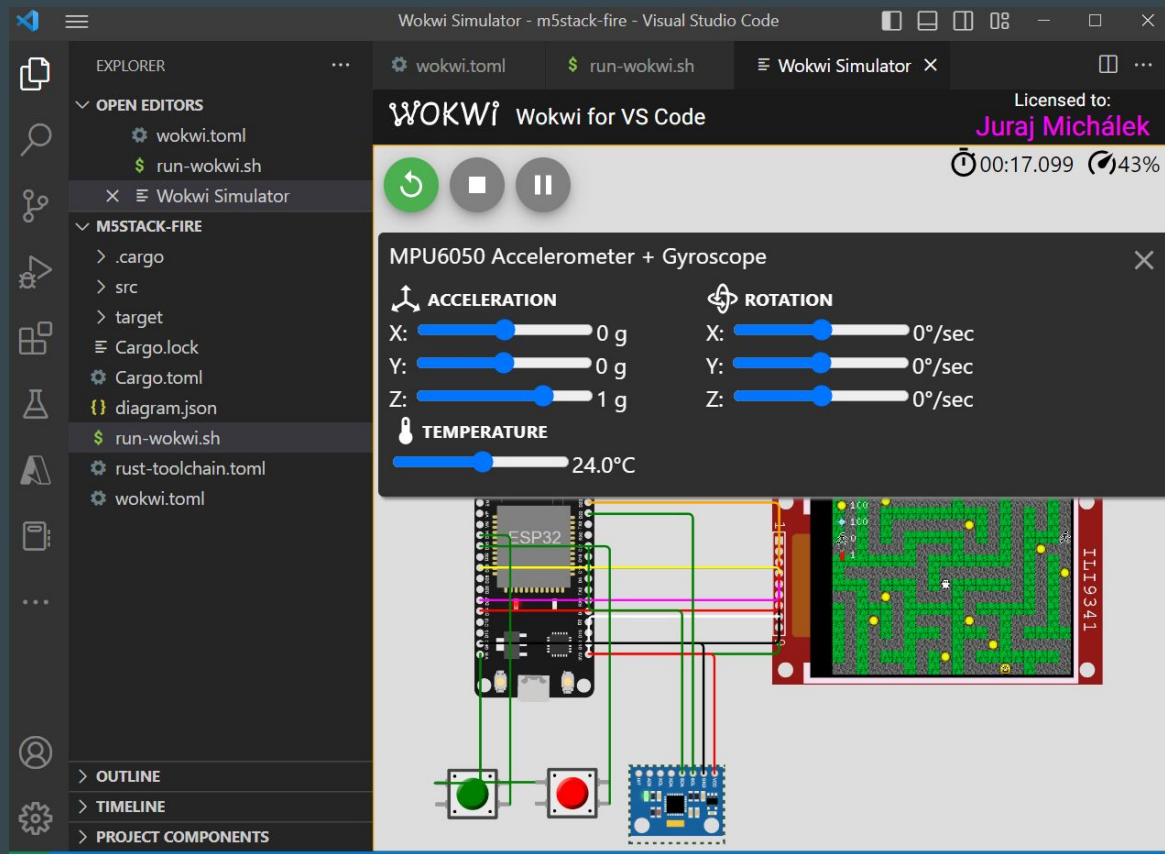 Wokwi Simulator - m5stack-fire - Visual Studio Code
EXPLORER
OPEN EDITORS
wokwi.toml
$ run-wokwi.sh
Wokwi Simulator
M5STACK-FIRE
.cargo
src
target
Cargo.lock
Cargo.toml
{} diagram.json
$ run-wokwi.sh
rust-toolchain.toml
wokwi.toml
OUTLINE
TIMELINE
PROJECT COMPONENTS
wokwi.toml
$ run-wokwi.sh
Wokwi Simulator
WOKWi Wokwi for VS Code
Licensed to:
Juraj Michálek
00:17.099 43%
MPU6050 Accelerometer + Gyroscope
ACCELERATION
X: 0 g
Y: 0 g
Z: 1 g
ROTATION
X: 0°/sec
Y: 0°/sec
Z: 0°/sec
TEMPERATURE
24.0°C
ESP32
100
100
0
1
ILI9341